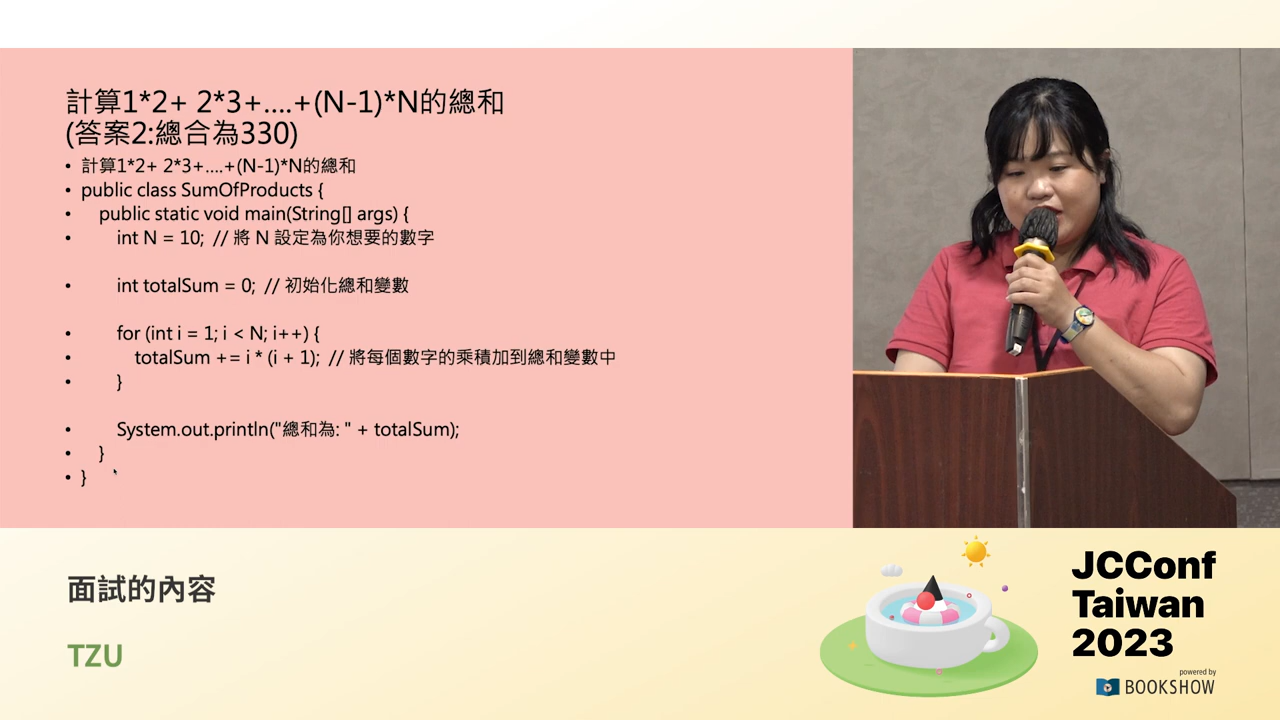 計算1*2+ 2*3+....+(N-1)*N的總和
(答案2:總合為330)
• 計算1*2+ 2*3+....+(N-1)*N的總和
• public class SumOfProducts {
• public static void main(String[] args) {
• int N = 10; // 將 N 設定為你想要的數字
• int totalSum = 0; // 初始化總和變數
• for (int i = 1; i < N; i++) {
• totalSum += i * (i + 1); // 將每個數字的乘積加到總和變數中
• }
• System.out.println("總和為: " + totalSum);
• }
• }
面試的內容
TZU
JCConf
Taiwan
2023
powered by
BOOKSHOW